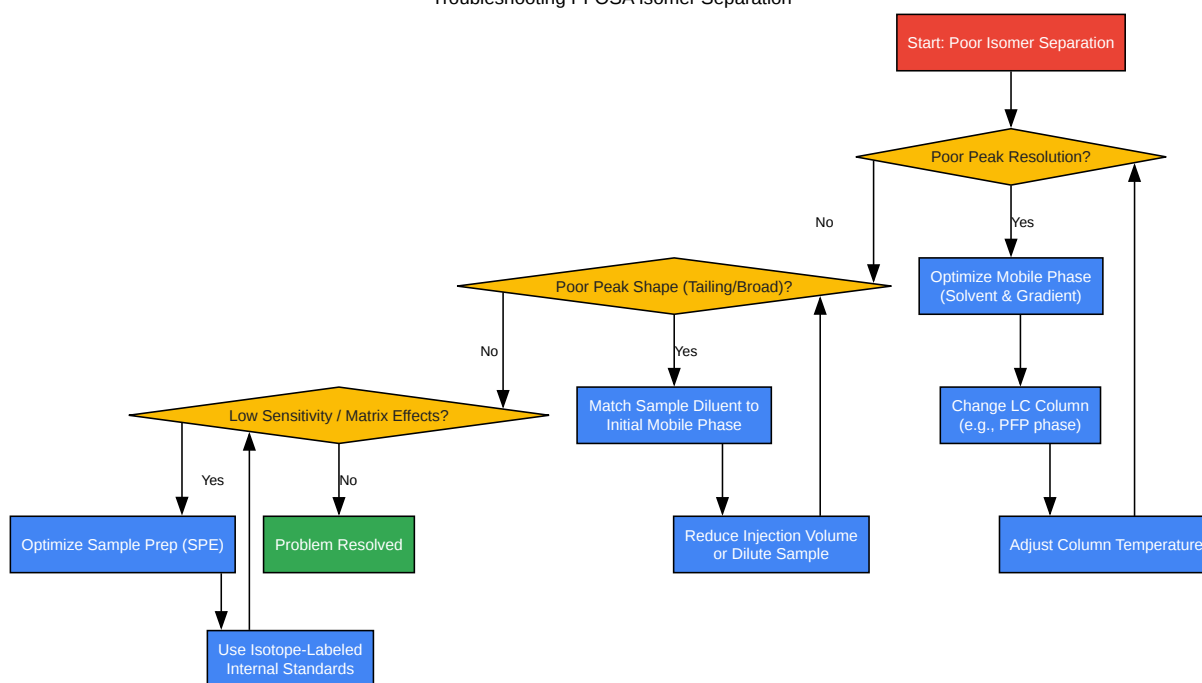 Troubleshooting Isomer Separation
Start: Poor Isomer Separation
Poor Peak Resolution?
No
Yes
Poor Peak Shape (Tailing/Broad)?
Optimize Mobile Phase
(Solvent & Gradient)
No
Yes
Low Sensitivity / Matrix Effects?
Match Sample Diluent to
Initial Mobile Phase
Change LC Column
(e.g., PFP phase)
Yes
No
Optimize Sample Prep (SPE)
Problem Resolved
Reduce Injection Volume
or Dilute Sample
Adjust Column Temperature
Use Isotope-Labeled
Internal Standards